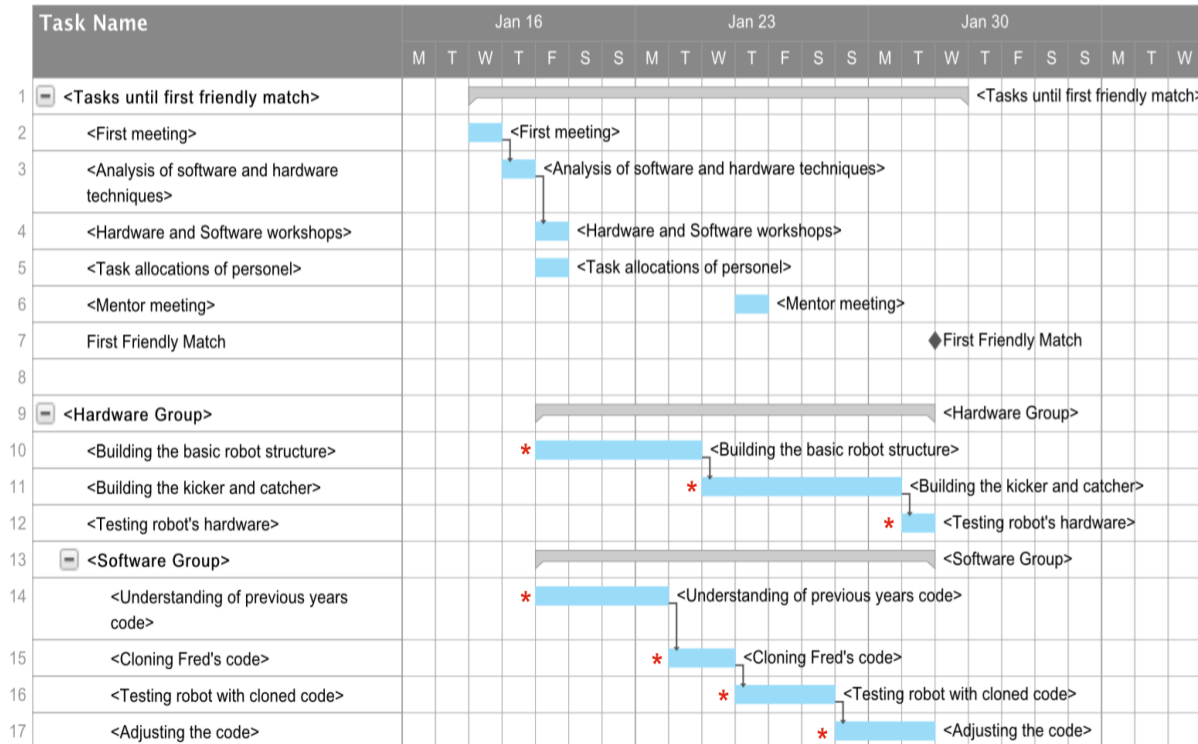 Task Name
Jan 16 Jan 23 Jan 30
M T W T F S S M T W T F S S M T W T F S S M T W
1 <Tasks until first friendly match> <Tasks until first friendly match>
2 <First meeting> <First meeting>
3 <Analysis of software and hardware <Analysis of software and hardware techniques>
techniques>
4 <Hardware and Software workshops> <Hardware and Software workshops>
5 <Task allocations of personel> <Task allocations of personel>
6 <Mentor meeting> <Mentor meeting>
7 First Friendly Match First Friendly Match
8
9 <Hardware Group> <Hardware Group>
10 <Building the basic robot structure> * <Building the basic robot structure>
11 <Building the kicker and catcher> * <Building the kicker and catcher>
12 <Testing robot's hardware> * <Testing robot's hardware>
13 <Software Group> <Software Group>
14 <Understanding of previous years * <Understanding of previous years code>
code>
15 <Cloning Fred's code> * <Cloning Fred's code>
16 <Testing robot with cloned code> * <Testing robot with cloned code>
17 <Adjusting the code> * <Adjusting the code>